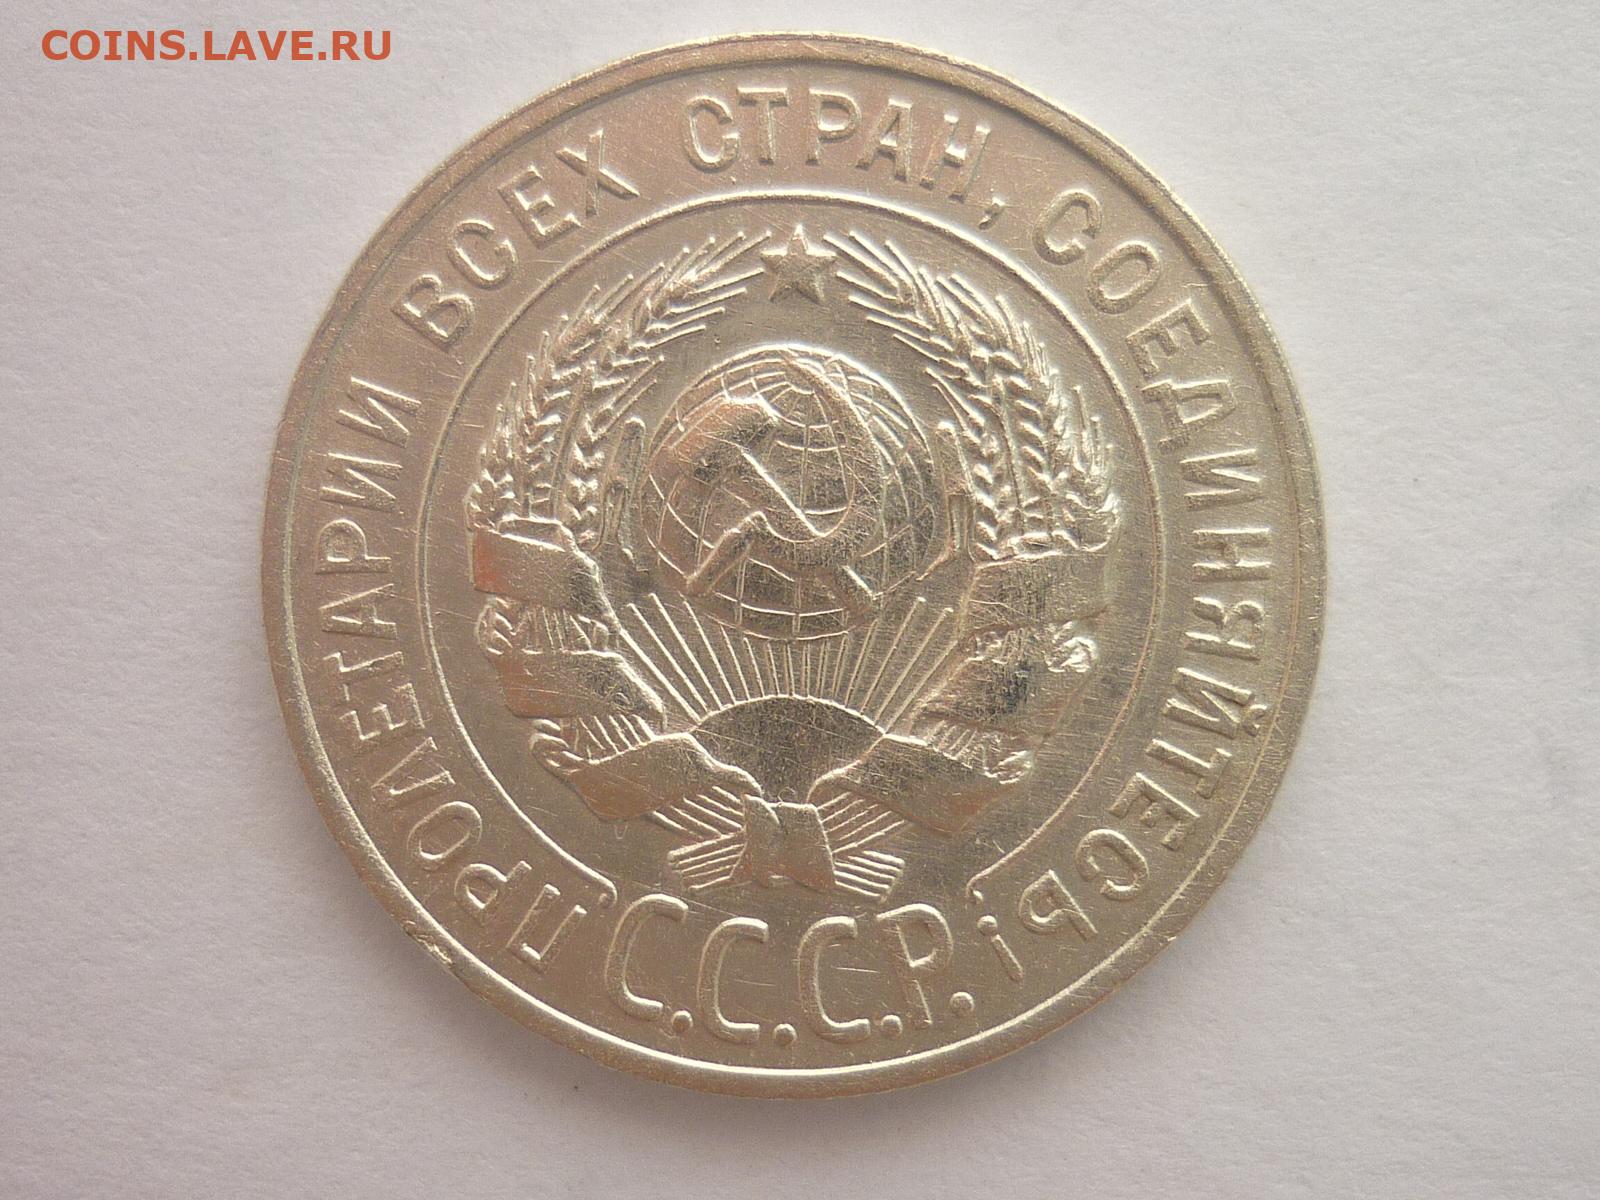 COINS.LAVE.RU
ПРОЛЕТАРИИ ВСЕХ СТРАН, СОЕДИНЯЙТЕСЬ!
С.С.С.Р.